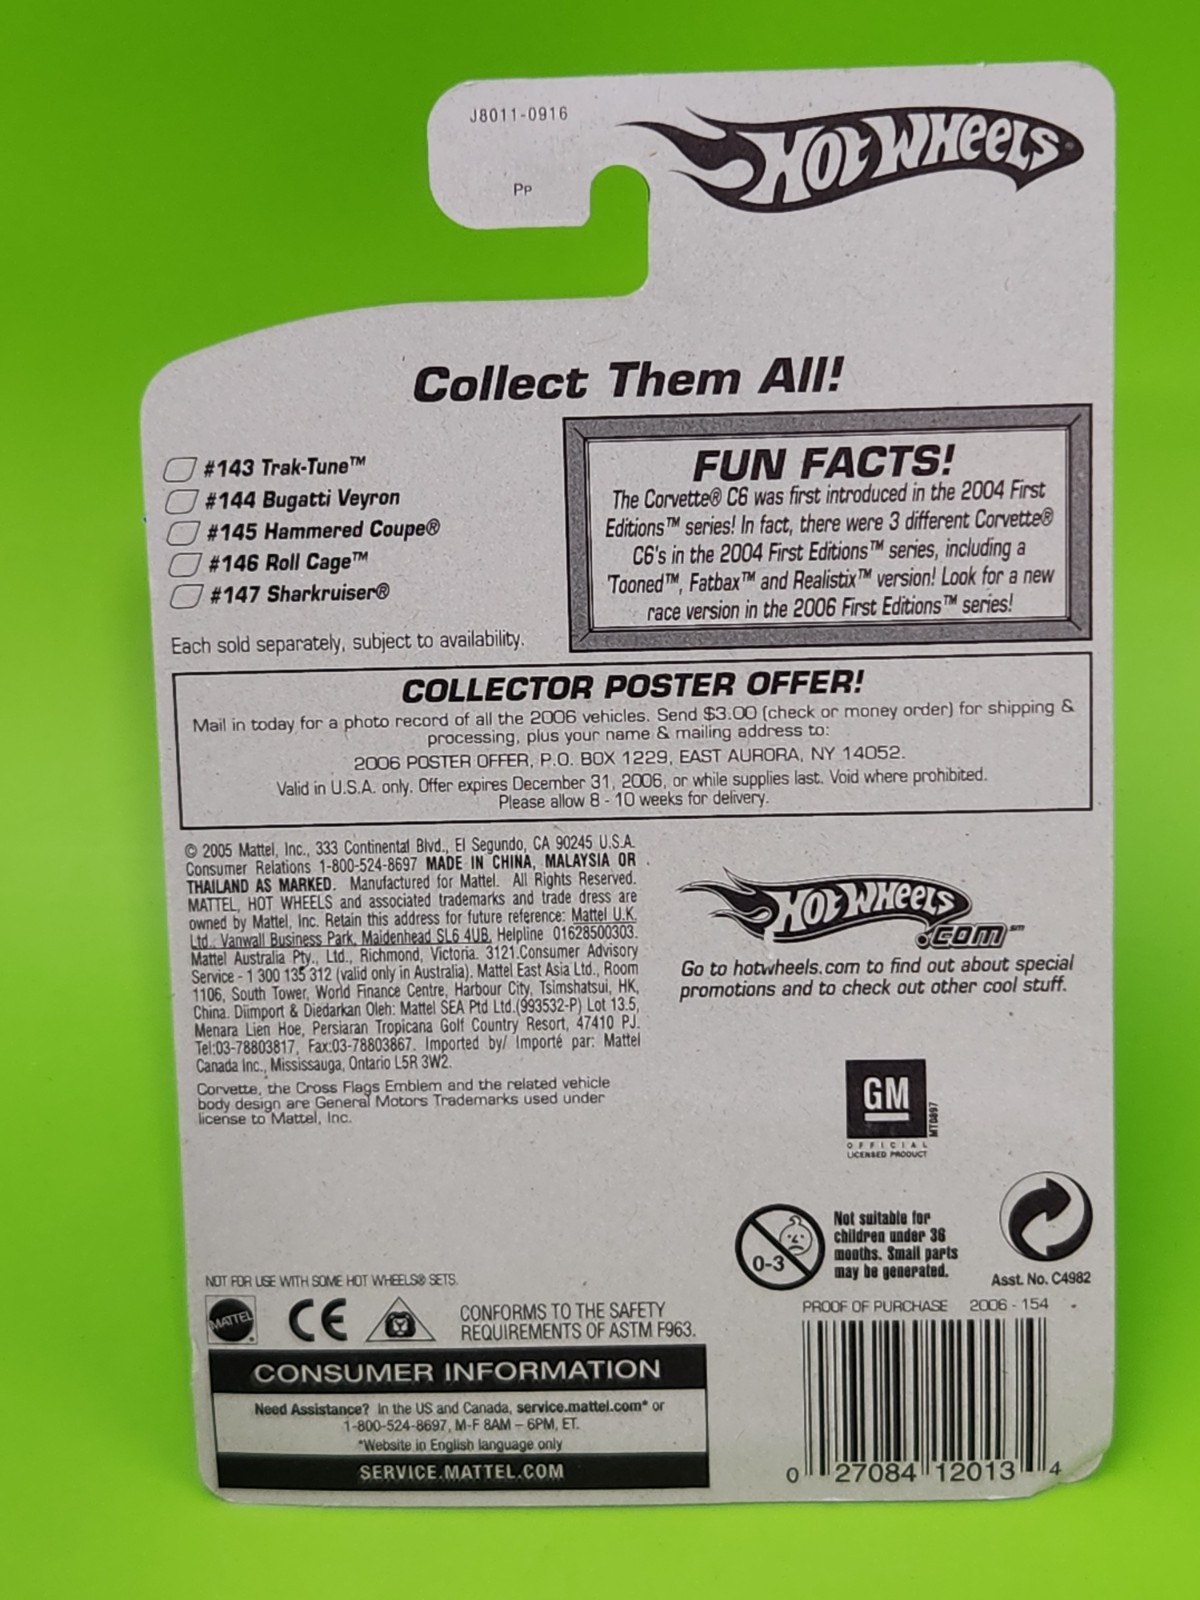 J8011-0916
Pp
HOT WHEELS
Collect Them All!
#143 Trak-Tune™
#144 Bugatti Veyron
#145 Hammered Coupe®
#146 Roll Cage™
#147 Sharkruiser®
Each sold separately, subject to availability.
FUN FACTS!
The Corvette® C6 was first introduced in the 2004 First
Editions™ series! In fact, there were 3 different Corvette®
C6's in the 2004 First Editions™ series, including a
'Tooned™, Fatbax™ and Realistix™ version! Look for a new
race version in the 2006 First Editions™ series!
COLLECTOR POSTER OFFER!
Mail in today for a photo record of all the 2006 vehicles. Send $3.00 (check or money order) for shipping &
processing, plus your name & mailing address to:
2006 POSTER OFFER, P.O. BOX 1229, EAST AURORA, NY 14052.
Valid in U.S.A. only. Offer expires December 31, 2006, or while supplies last. Void where prohibited.
Please allow 8 - 10 weeks for delivery.
© 2005 Mattel, Inc., 333 Continental Blvd., El Segundo, CA 90245 U.S.A.
Consumer Relations 1-800-524-8697 MADE IN CHINA, MALAYSIA OR
THAILAND AS MARKED. Manufactured for Mattel. All Rights Reserved.
MATTEL, HOT WHEELS and associated trademarks and trade dress are
owned by Mattel, Inc. Retain this address for future reference: Mattel U.K.
Ltd., Vanwall Business Park, Maidenhead SL6 4UB. Helpline 01628500303.
Mattel Australia Pty., Ltd., Richmond, Victoria. 3121.Consumer Advisory
Service - 1 300 135 312 (valid only in Australia). Mattel East Asia Ltd., Room
1106, South Tower, World Finance Centre, Harbour City, Tsimshatsui, HK,
China. Diimport & Diedarkan Oleh: Mattel SEA Ptd Ltd.(993532-P) Lot 13.5,
Menara Lien Hoe, Persiaran Tropicana Golf Country Resort, 47410 PJ.
Tel:03-78803817, Fax:03-78803867. Imported by/ Importé par: Mattel
Canada Inc., Mississauga, Ontario L5R 3W2.
Corvette, the Cross Flags Emblem and the related vehicle
body design are General Motors Trademarks used under
license to Mattel, Inc.
HOT WHEELS
.com℠
Go to hotwheels.com to find out about special
promotions and to check out other cool stuff.
GM
MT0897
OFFICIAL
LICENSED PRODUCT
0-3
Not suitable for
children under 36
months. Small parts
may be generated.
Asst. No. C4982
NOT FOR USE WITH SOME HOT WHEELS® SETS.
MATTEL
CE
CONFORMS TO THE SAFETY
REQUIREMENTS OF ASTM F963.
PROOF OF PURCHASE 2006 - 154
CONSUMER INFORMATION
Need Assistance? In the US and Canada, service.mattel.com* or
1-800-524-8697, M-F 8AM – 6PM, ET.
*Website in English language only
SERVICE.MATTEL.COM
0 27084 12013 4